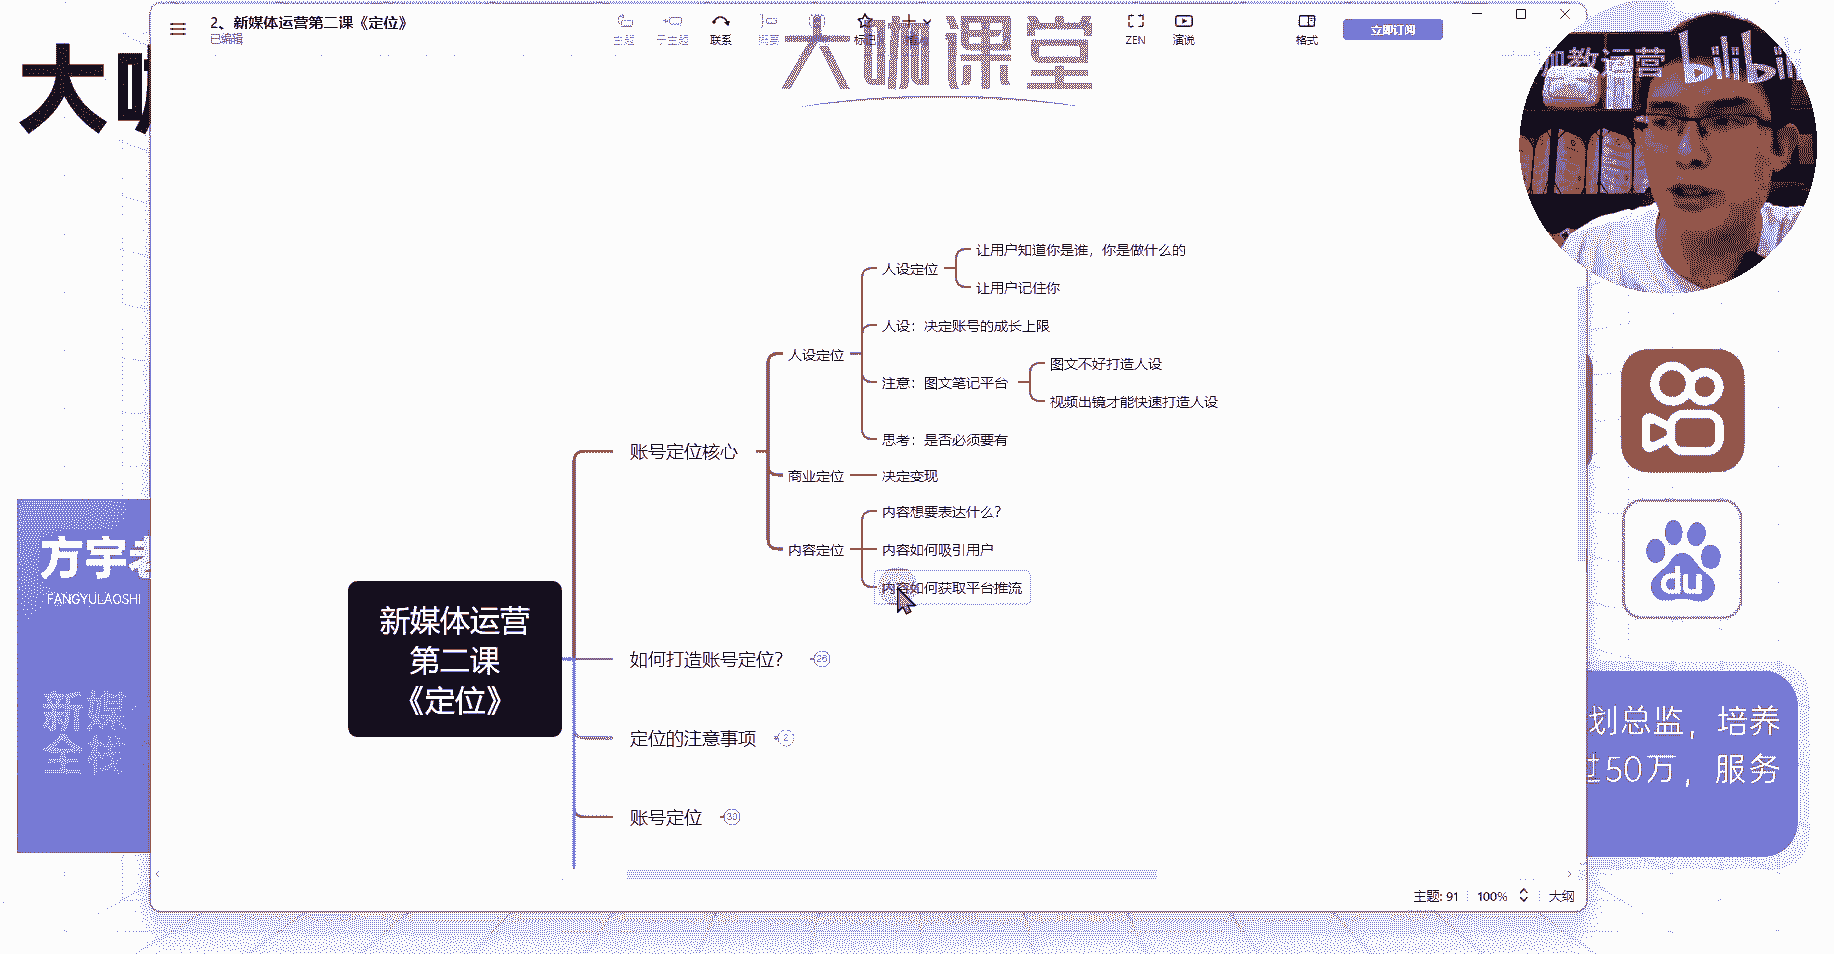 2、新媒体运营第二课《定位》
已编辑
主题
子主题
联系
概要
标记
ZEN
演说
格式
立即订阅
大咖课堂
咖教运营
bilibili
大咖
人设定位
让用户知道你是谁，你是做什么的
让用户记住你
人设：决定账号的成长上限
人设定位
注意：图文笔记平台
图文不好打造人设
视频出镜才能快速打造人设
思考：是否必须要有
账号定位核心
商业定位
决定变现
内容定位
内容想要表达什么？
内容如何吸引用户
内容如何获取平台推流
新媒体运营
第二课
《定位》
如何打造账号定位？
26
定位的注意事项
2
账号定位
30
方宇老
FANGYULAOSHI
新媒
全栈
du
划总监，培养
过50万，服务
主题: 91
100%
大纲